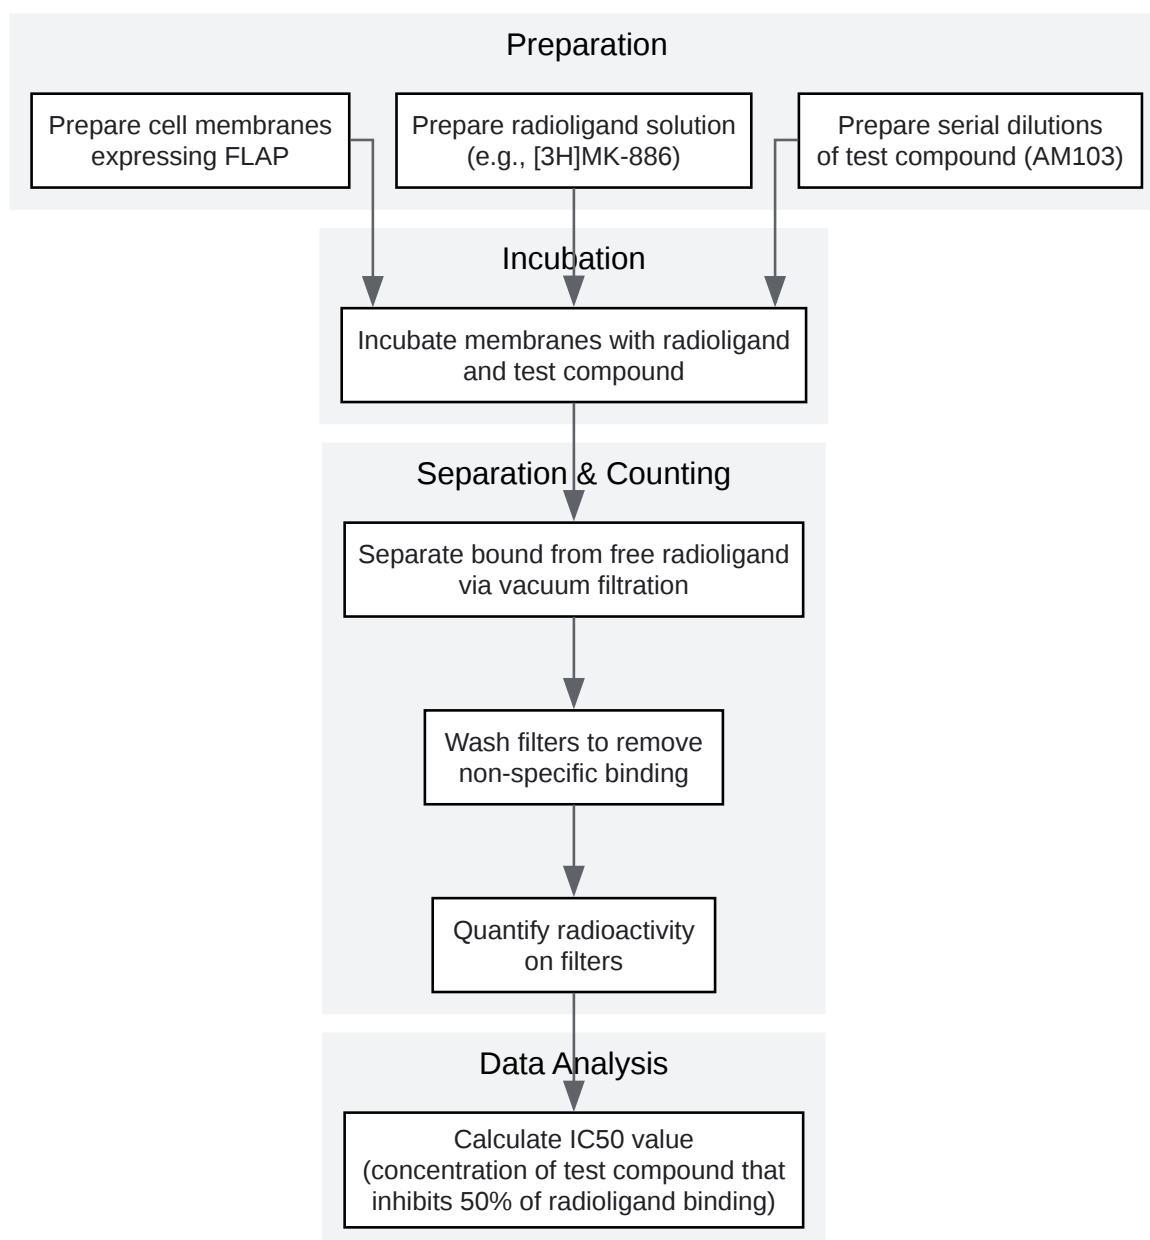 Preparation
Prepare cell membranes
expressing FLAP
Prepare radioligand solution
(e.g., [3H]MK-886)
Prepare serial dilutions
of test compound (AM103)
Incubation
Incubate membranes with radioligand
and test compound
Separation & Counting
Separate bound from free radioligand
via vacuum filtration
Wash filters to remove
non-specific binding
Quantify radioactivity
on filters
Data Analysis
Calculate IC50 value
(concentration of test compound that
inhibits 50% of radioligand binding)